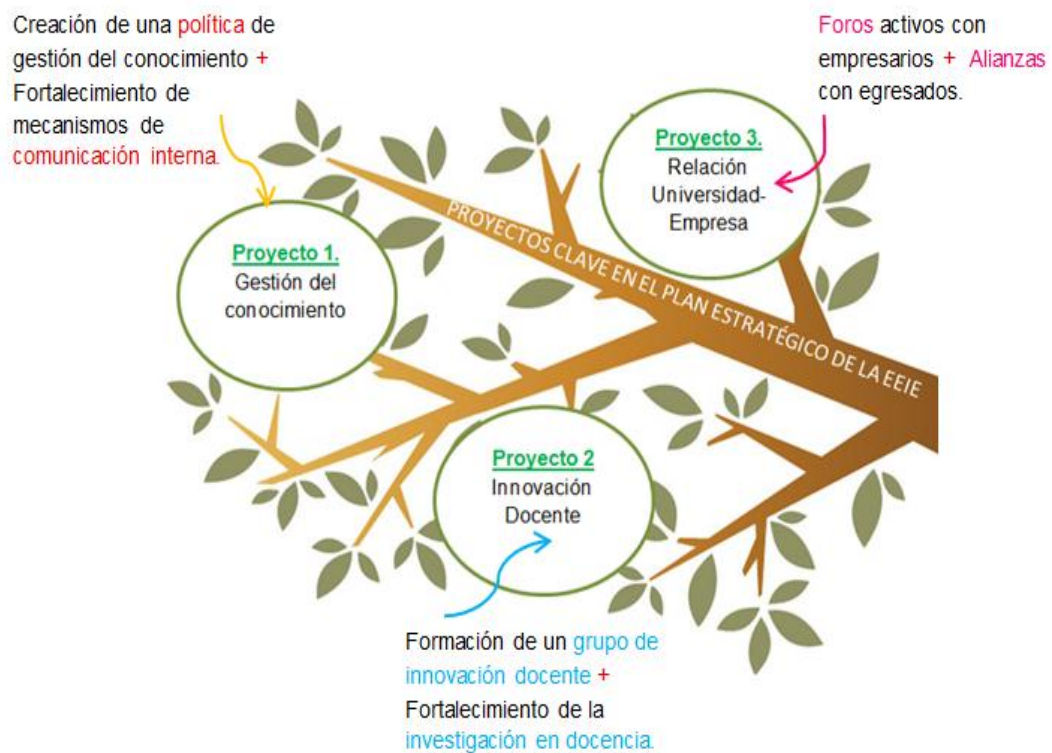 Creación de una política de
gestión del conocimiento +
Fortalecimiento de
mecanismos de
comunicación interna.
Foros activos con
empresarios + Alianzas
con egresados.
Proyecto 3.
Relación
Universidad-
Empresa
PROYECTOS CLAVE EN EL PLAN ESTRATÉGICO DE LA EEIE
Proyecto 1.
Gestión del
conocimiento
Proyecto 2
Innovación
Docente
Formación de un grupo de
innovación docente +
Fortalecimiento de la
investigación en docencia.